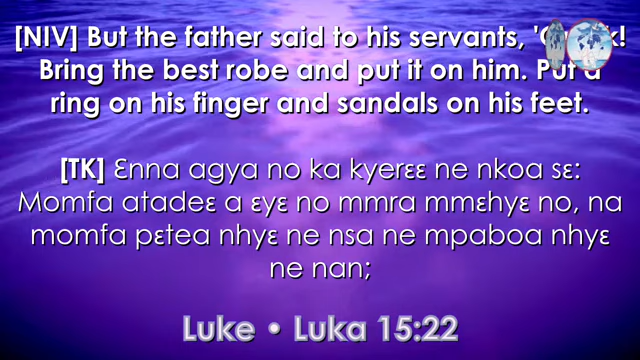 [NIV] But the father said to his servants,
Bring the best robe and put it on him. Put a
ring on his finger and sandals on his feet.
[TK] Ɛnna agya no ka kyerɛɛ ne nkoa sɛ:
Momfa atadeɛ a ɛyɛ no mmra mmɛhyɛ no, na
momfa pɛtea nhyɛ ne nsa ne mpaboa nhyɛ
ne nan;
Luke • Luka 15:22